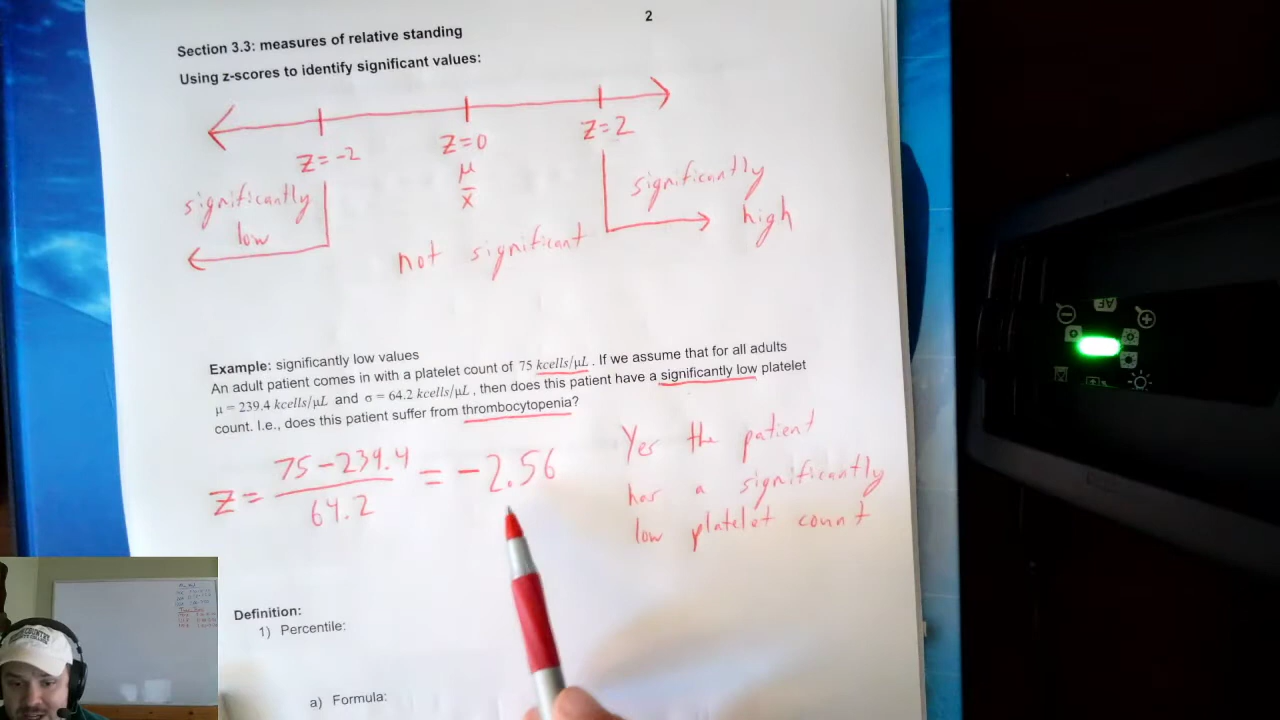 2
Section 3.3: measures of relative standing
Using z-scores to identify significant values:
z=-2
z=0
z=2
μ
x̄
significantly
low
not significant
significantly
high
Example: significantly low values
An adult patient comes in with a platelet count of 75 kcells/μL. If we assume that for all adults
μ = 239.4 kcells/μL and σ = 64.2 kcells/μL, then does this patient have a significantly low platelet
count. I.e., does this patient suffer from thrombocytopenia?
z = 75-239.4 / 64.2 = -2.56
Yes the patient
has a significantly
low platelet count
Definition:
1) Percentile:
a) Formula:
AF